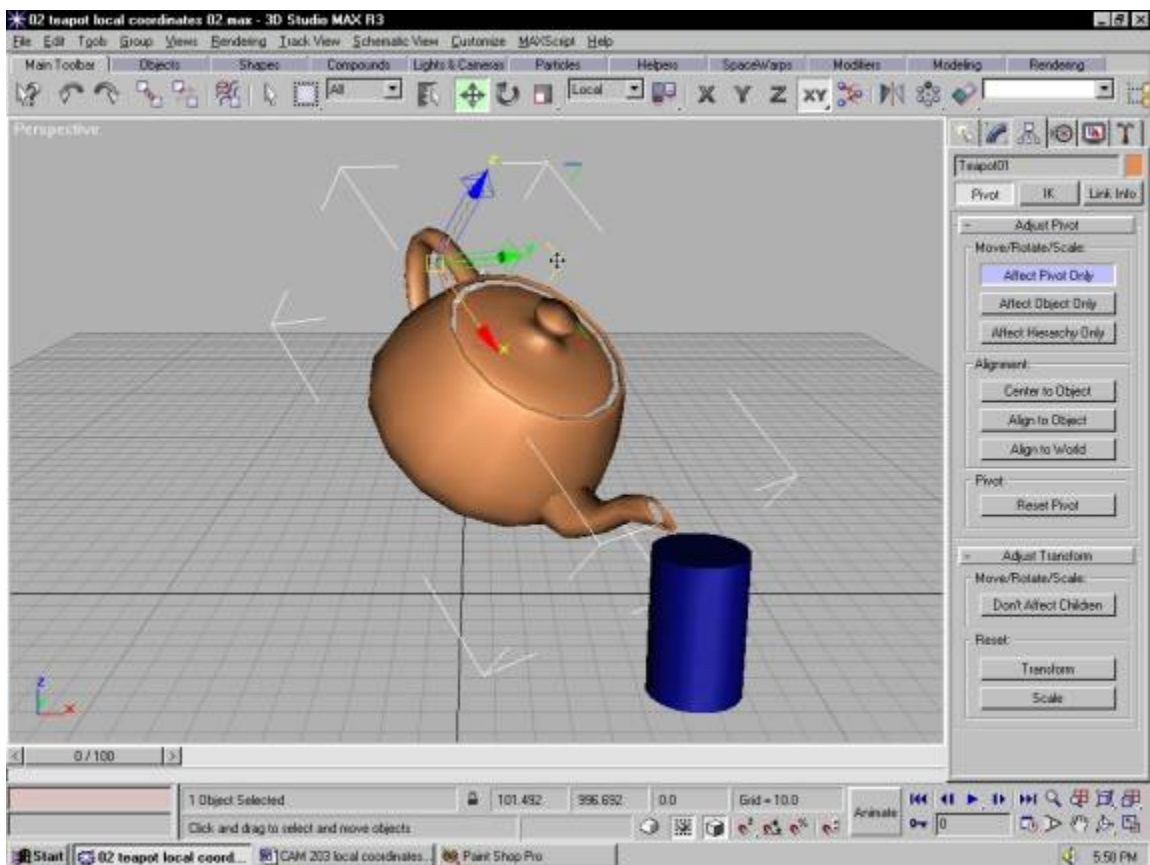 02 teapot local coordinates 02.max - 3D Studio MAX R3
File Edit Tools Group Views Rendering Track View Schematic View Customize MAXScript Help
Main Toolbar Objects Shapes Compounds Lights & Cameras Particles Helpers SpaceWarps Modifiers Modeling Rendering
All Local X Y Z XY
Perspective
Teapot01
Pivot IK Link Info
- Adjust Pivot
Move/Rotate/Scale:
Affect Pivot Only
Affect Object Only
Affect Hierarchy Only
Alignment:
Center to Object
Align to Object
Align to World
Pivot:
Reset Pivot
- Adjust Transform
Move/Rotate/Scale:
Don't Affect Children
Reset:
Transform
Scale
z
y
x
z
x
< 0 / 100 >
1 Object Selected 101.492 996.692 0.0 Grid = 10.0
Animate
0
Click and drag to select and move objects
Start 02 teapot local coord... CAM 203 local coordinates... Paint Shop Pro 5:50 PM